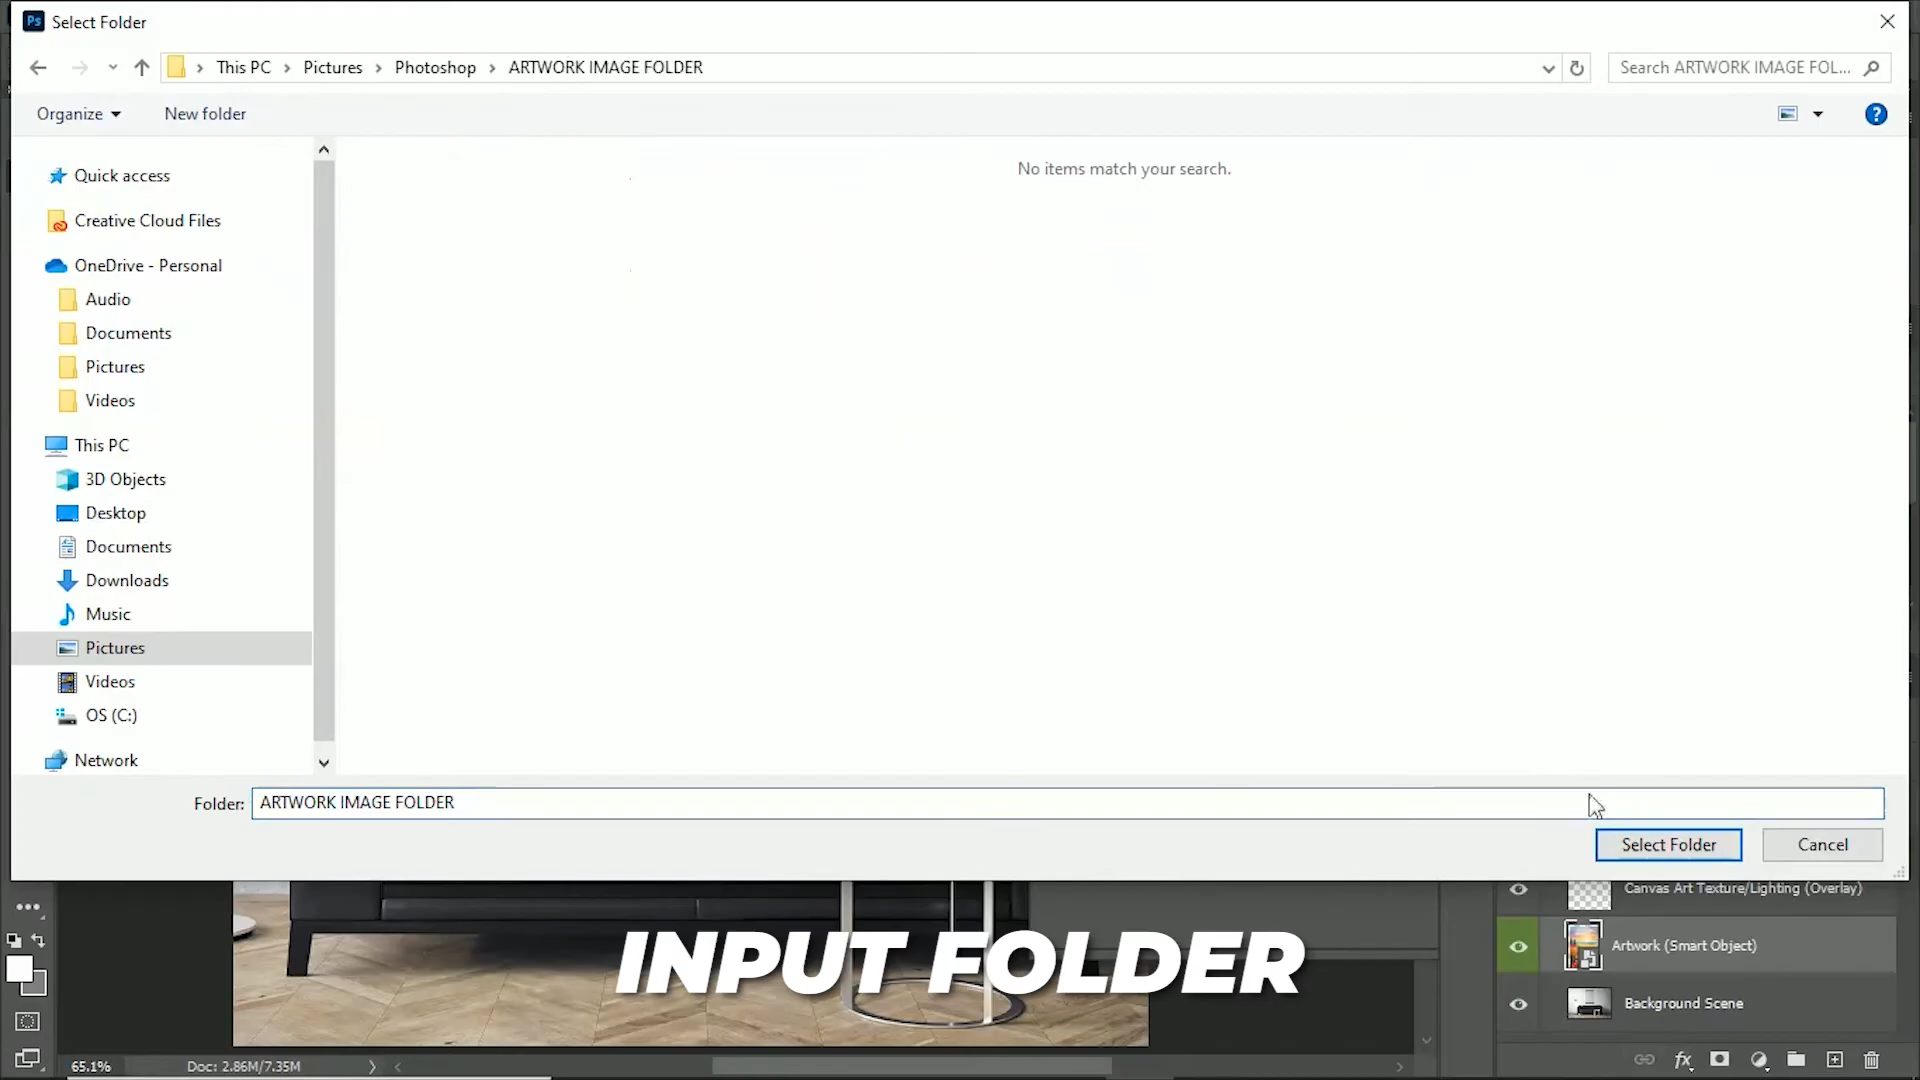 Ps Select Folder
This PC > Pictures > Photoshop > ARTWORK IMAGE FOLDER
Search ARTWORK IMAGE FOL...
Organize
New folder
?
No items match your search.
Quick access
Creative Cloud Files
OneDrive - Personal
Audio
Documents
Pictures
Videos
This PC
3D Objects
Desktop
Documents
Downloads
Music
Pictures
Videos
OS (C:)
Network
Folder: ARTWORK IMAGE FOLDER
Select Folder
Cancel
Canvas Art Texture/Lighting (Overlay)
Artwork (Smart Object)
Background Scene
INPUT FOLDER
65.1%
Doc: 2.86M/7.35M
fx